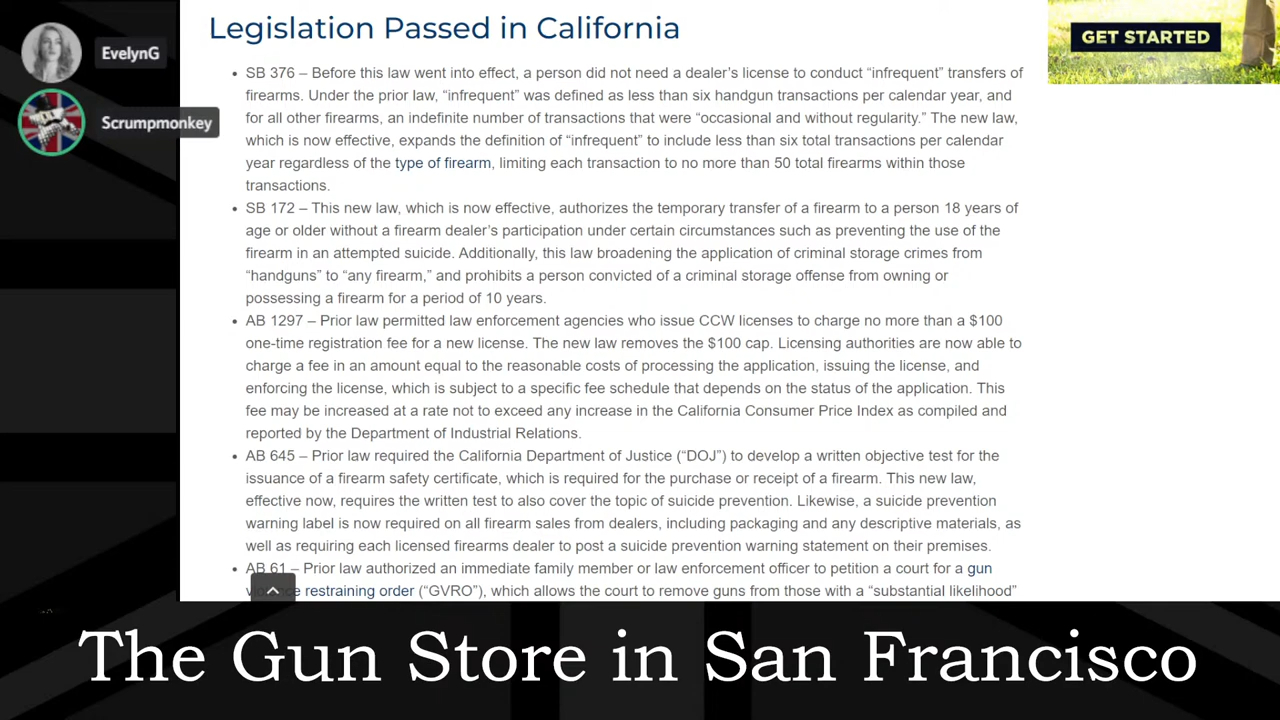 Legislation Passed in California
EvelynG
GET STARTED
Scrumpmonkey
SB 376 – Before this law went into effect, a person did not need a dealer’s license to conduct “infrequent” transfers of
firearms. Under the prior law, “infrequent” was defined as less than six handgun transactions per calendar year, and
for all other firearms, an indefinite number of transactions that were “occasional and without regularity.” The new law,
which is now effective, expands the definition of “infrequent” to include less than six total transactions per calendar
year regardless of the type of firearm, limiting each transaction to no more than 50 total firearms within those
transactions.
SB 172 – This new law, which is now effective, authorizes the temporary transfer of a firearm to a person 18 years of
age or older without a firearm dealer’s participation under certain circumstances such as preventing the use of the
firearm in an attempted suicide. Additionally, this law broadening the application of criminal storage crimes from
“handguns” to “any firearm,” and prohibits a person convicted of a criminal storage offense from owning or
possessing a firearm for a period of 10 years.
AB 1297 – Prior law permitted law enforcement agencies who issue CCW licenses to charge no more than a $100
one-time registration fee for a new license. The new law removes the $100 cap. Licensing authorities are now able to
charge a fee in an amount equal to the reasonable costs of processing the application, issuing the license, and
enforcing the license, which is subject to a specific fee schedule that depends on the status of the application. This
fee may be increased at a rate not to exceed any increase in the California Consumer Price Index as compiled and
reported by the Department of Industrial Relations.
AB 645 – Prior law required the California Department of Justice (“DOJ”) to develop a written objective test for the
issuance of a firearm safety certificate, which is required for the purchase or receipt of a firearm. This new law,
effective now, requires the written test to also cover the topic of suicide prevention. Likewise, a suicide prevention
warning label is now required on all firearm sales from dealers, including packaging and any descriptive materials, as
well as requiring each licensed firearms dealer to post a suicide prevention warning statement on their premises.
AB 61 – Prior law authorized an immediate family member or law enforcement officer to petition a court for a gun
restraining order (“GVRO”), which allows the court to remove guns from those with a “substantial likelihood”
The Gun Store in San Francisco